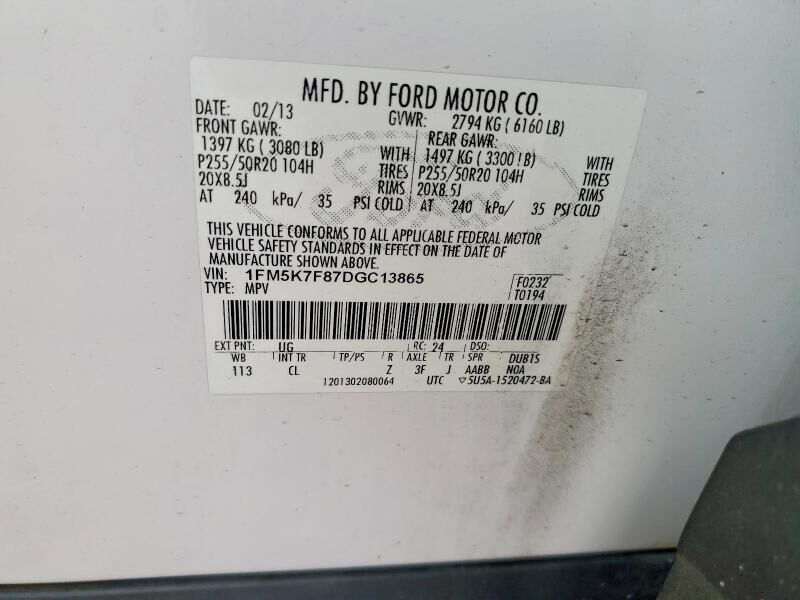 MFD. BY FORD MOTOR CO.
DATE: 02/13 GVWR: 2794 KG ( 6160 LB)
FRONT GAWR: REAR GAWR:
1397 KG ( 3080 LB) WITH 1497 KG ( 3300 LB) WITH
P255/50R20 104H TIRES P255/50R20 104H TIRES
20X8.5J RIMS 20X8.5J RIMS
AT 240 kPa/ 35 PSI COLD AT 240 kPa/ 35 PSI COLD
THIS VEHICLE CONFORMS TO ALL APPLICABLE FEDERAL MOTOR
VEHICLE SAFETY STANDARDS IN EFFECT ON THE DATE OF
MANUFACTURE SHOWN ABOVE.
VIN: 1FM5K7F87DGC13865 F0232
TYPE: MPV T0194
EXT PNT: UG RC: 24 DSO:
WB INT TR TP/PS R AXLE TR SPR DUBTS
113 CL Z 3F J AABB N0A
1201302080064 UTC ▽5U5A-1520472-BA